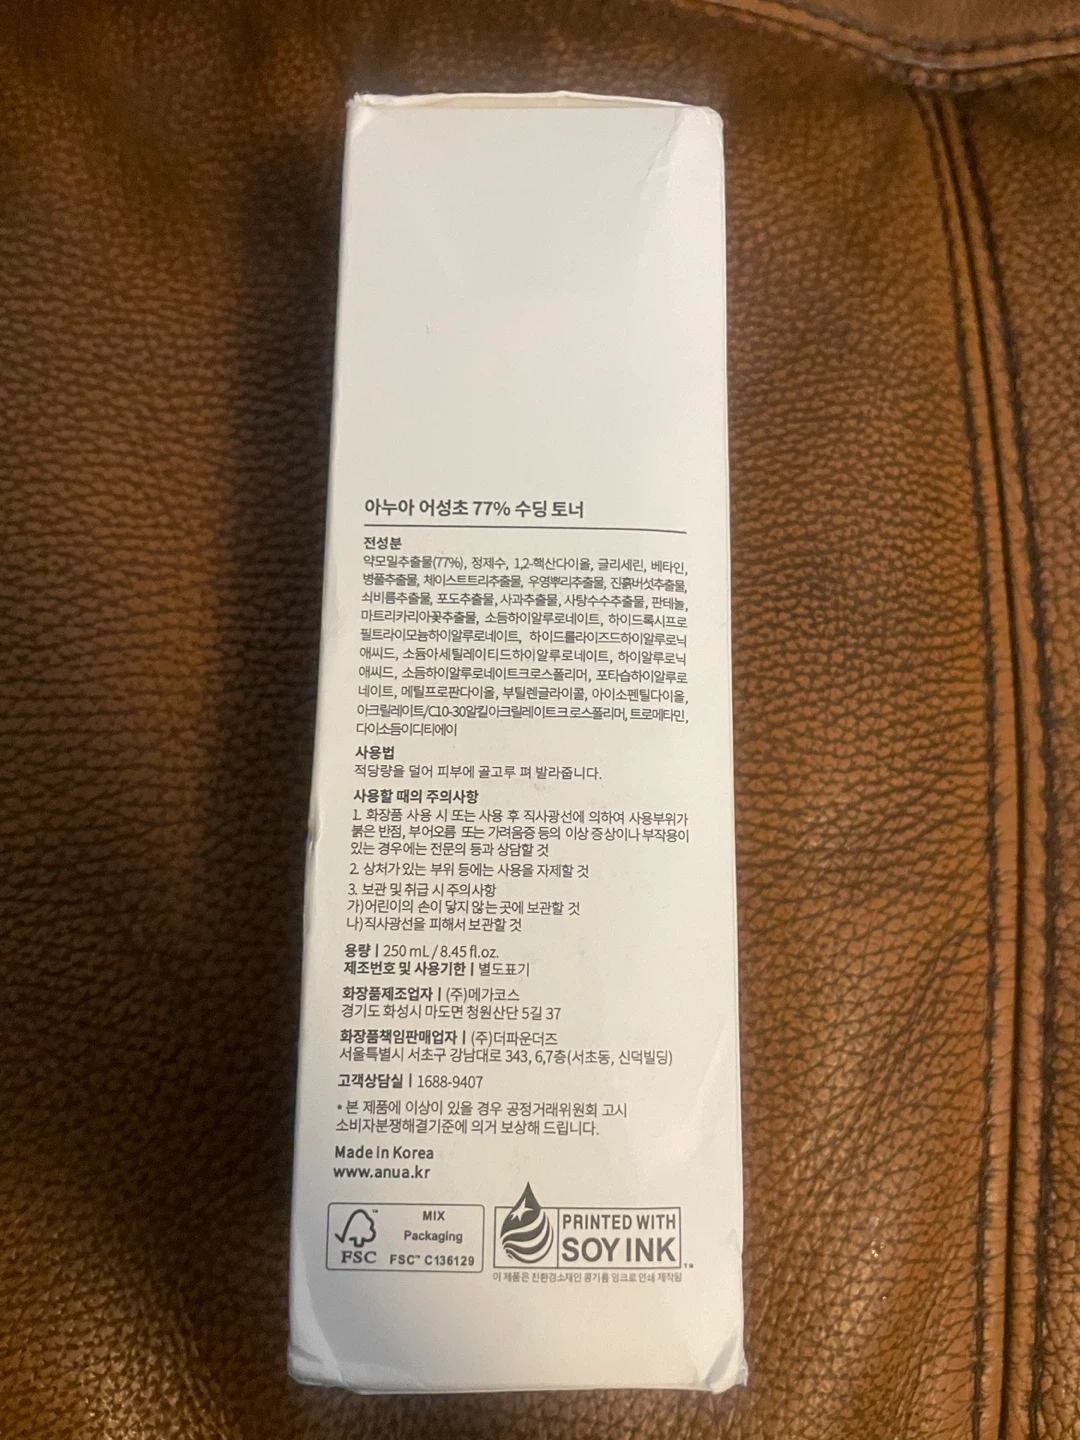 아누아 어성초 77% 수딩 토너
전성분
약모밀추출물(77%), 정제수, 1,2-핵산다이올, 글리세린, 베타인,
병풀추출물, 체이스트트리추출물, 우영뿌리추출물, 진흙버섯추출물,
쇠비름추출물, 포도추출물, 사과추출물, 사탕수수추출물, 판테놀,
마트리카리아꽃추출물, 소듐하이알루로네이트, 하이드록시프로
필트라이모늄하이알루로네이트, 하이드롤라이즈드하이알루로닉
애씨드, 소듐아세틸레이티드하이알루로네이트, 하이알루로닉
애씨드, 소듐하이알루로네이트크로스폴리머, 포타슘하이알루로
네이트, 메틸프로판다이올, 부틸렌글라이콜, 아이소펜틸다이올,
아크릴레이트/C10-30알킬아크릴레이트크로스폴리머, 트로메타민,
다이소듐이디티에이
사용법
적당량을 덜어 피부에 골고루 펴 발라줍니다.
사용할 때의 주의사항
1. 화장품 사용 시 또는 사용 후 직사광선에 의하여 사용부위가
붉은 반점, 부어오름 또는 가려움증 등의 이상 증상이나 부작용이
있는 경우에는 전문의 등과 상담할 것
2. 상처가 있는 부위 등에는 사용을 자제할 것
3. 보관 및 취급 시 주의사항
가)어린이의 손이 닿지 않는 곳에 보관할 것
나)직사광선을 피해서 보관할 것
용량 | 250 mL / 8.45 fl.oz.
제조번호 및 사용기한 | 별도표기
화장품제조업자 | (주)메가코스
경기도 화성시 마도면 청원산단 5길 37
화장품책임판매업자 | (주)더파운더즈
서울특별시 서초구 강남대로 343, 6,7층(서초동, 신덕빌딩)
고객상담실 | 1688-9407
* 본 제품에 이상이 있을 경우 공정거래위원회 고시
소비자분쟁해결기준에 의거 보상해 드립니다.
Made in Korea
www.anua.kr
MIX
Packaging
FSC™ C136129
FSC
PRINTED WITH
SOY INK™
이 제품은 친환경소재인 콩기름 잉크로 인쇄 제작됨